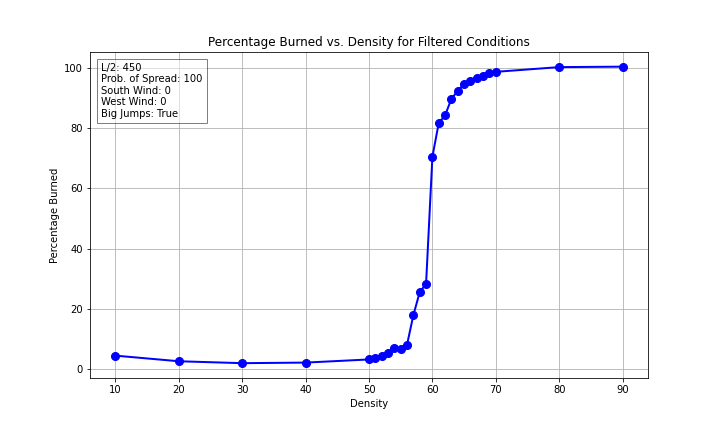 Percentage Burned vs. Density for Filtered Conditions
L/2: 450
Prob. of Spread: 100
South Wind: 0
West Wind: 0
Big Jumps: True
Percentage Burned
100
80
60
40
20
0
10 20 30 40 50 60 70 80 90
Density